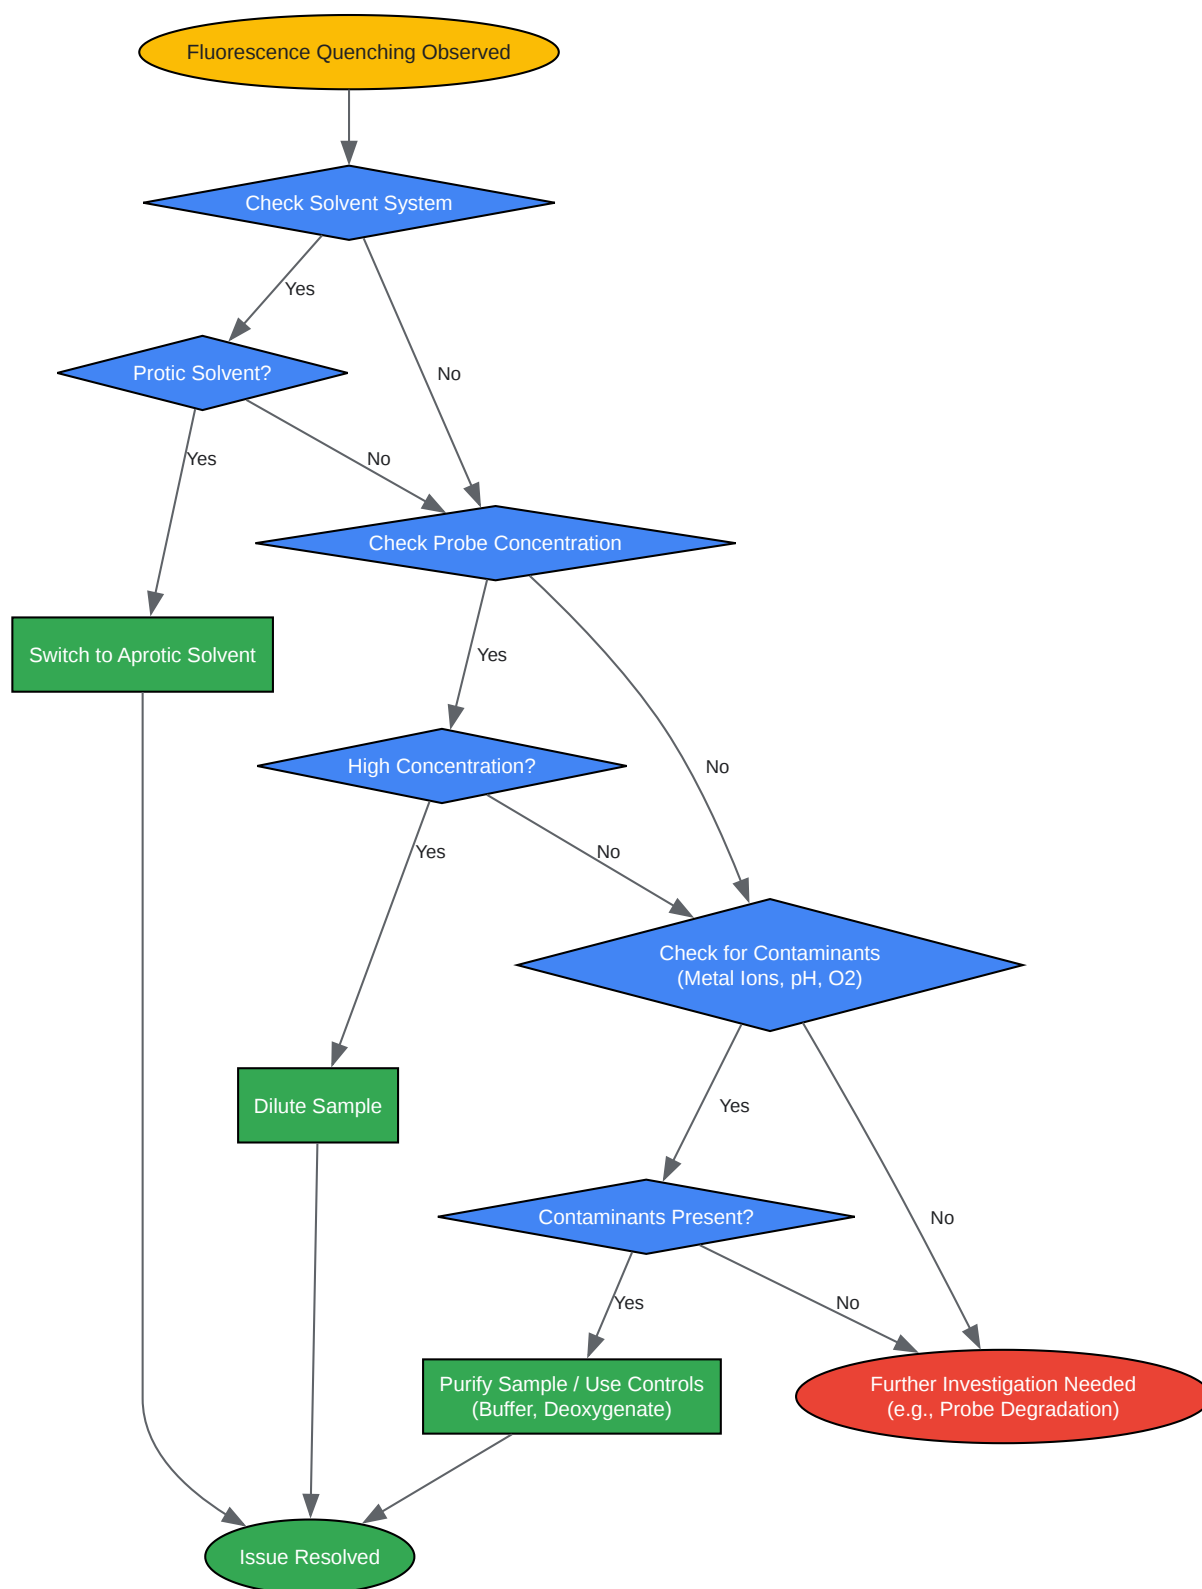 Fluorescence Quenching Observed
Check Solvent System
Yes
Protic Solvent?
No
Yes
No
Check Probe Concentration
Switch to Aprotic Solvent
Yes
High Concentration?
No
Yes
No
Check for Contaminants
(Metal Ions, pH, O2)
Dilute Sample
Yes
Contaminants Present?
No
Yes
No
Purify Sample / Use Controls
(Buffer, Deoxygenate)
Further Investigation Needed
(e.g., Probe Degradation)
Issue Resolved